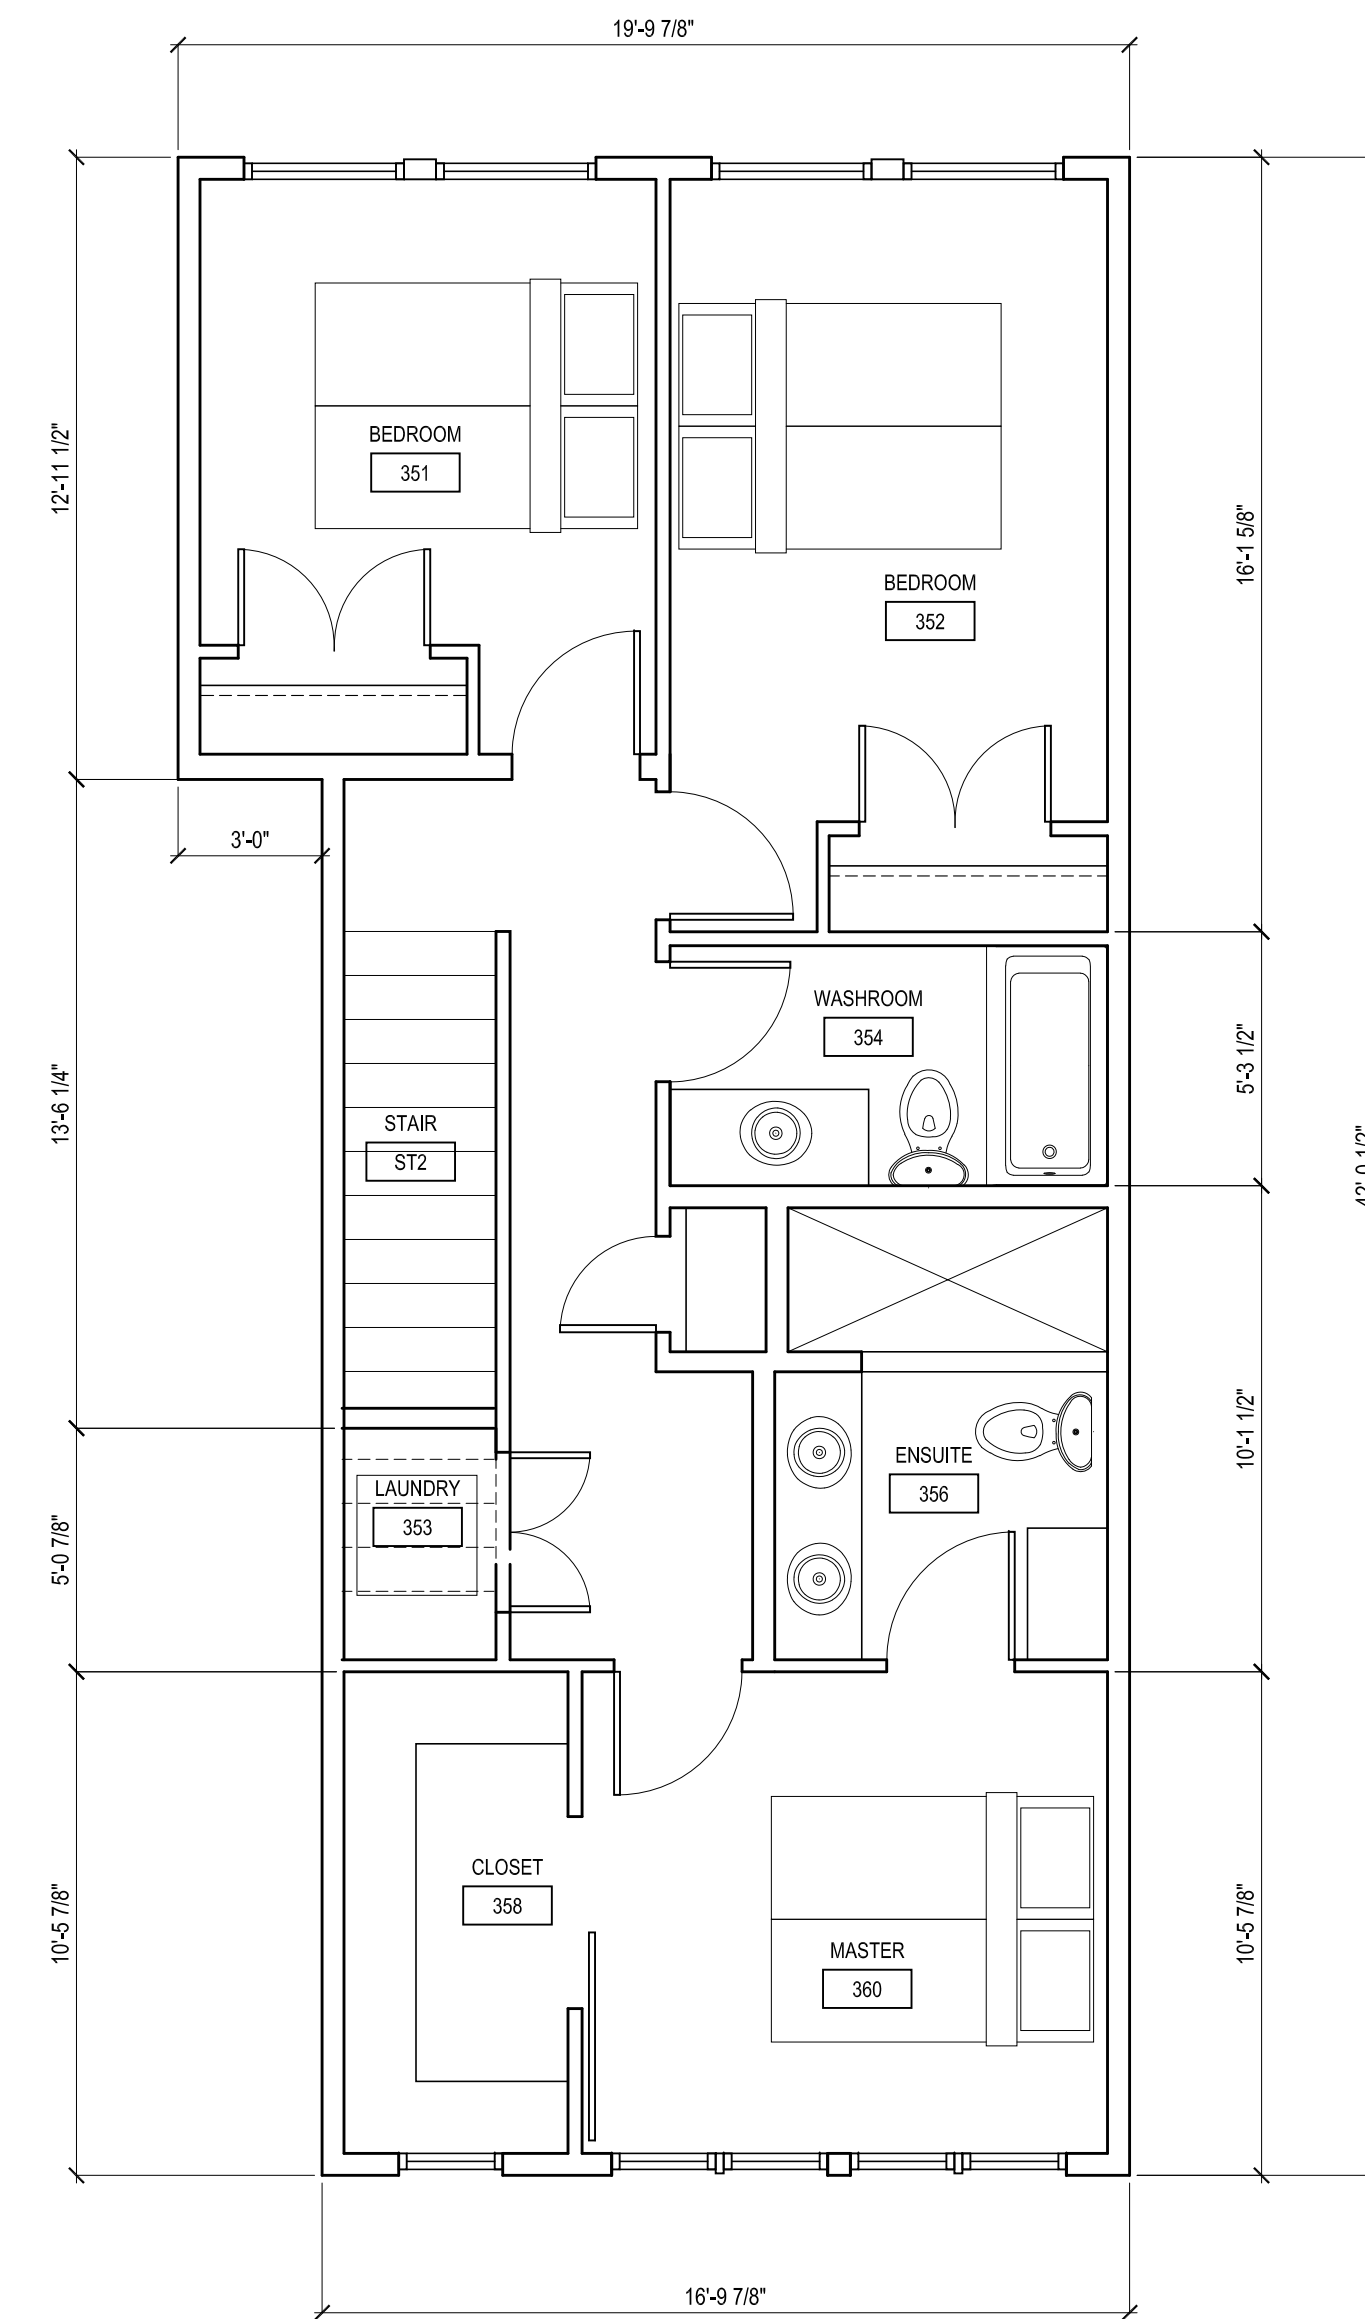 19'-9 7/8"
BEDROOM
351
12'-11 1/2"
16'-1 5/8"
BEDROOM
352
3'-0"
WASHROOM
354
5'-3 1/2"
13'-6 1/4"
STAIR
ST2
10'-1 1/2"
ENSUITE
356
LAUNDRY
353
5'-0 7/8"
CLOSET
358
10'-5 7/8"
10'-5 7/8"
MASTER
360
16'-9 7/8"